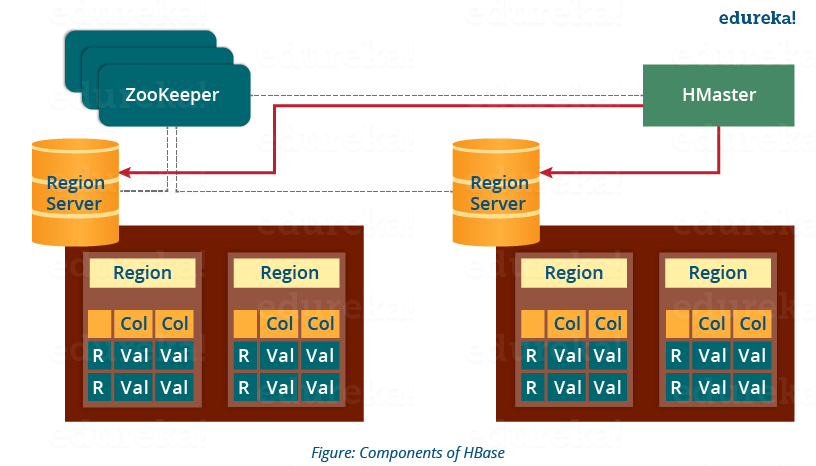 edureka!
ZooKeeper
HMaster
Region
Server
Region
Server
Region
Col Col
R Val Val
R Val Val
Region
Col Col
R Val Val
R Val Val
Region
Col Col
R Val Val
R Val Val
Region
Col Col
R Val Val
R Val Val
Figure: Components of HBase